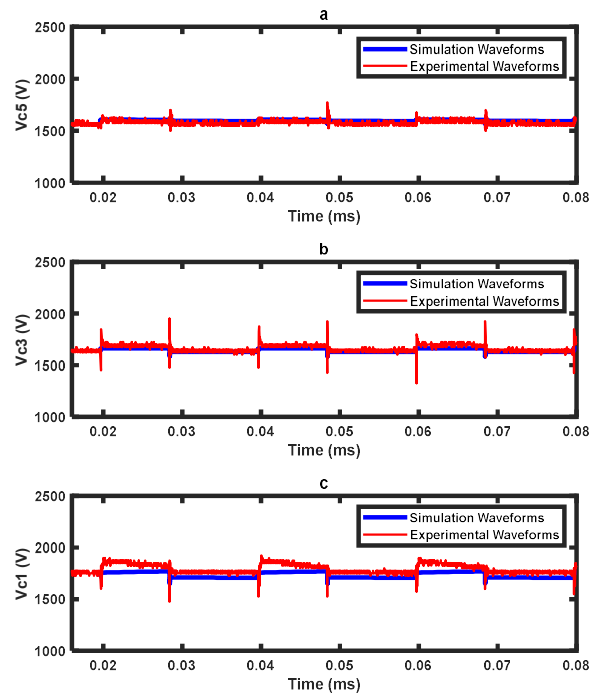 a
2500
2000
1500
1000
Vc5 (V)
Simulation Waveforms
Experimental Waveforms
0.02 0.03 0.04 0.05 0.06 0.07 0.08
Time (ms)
b
2500
2000
1500
1000
Vc3 (V)
Simulation Waveforms
Experimental Waveforms
0.02 0.03 0.04 0.05 0.06 0.07 0.08
Time (ms)
c
2500
2000
1500
1000
Vc1 (V)
Simulation Waveforms
Experimental Waveforms
0.02 0.03 0.04 0.05 0.06 0.07 0.08
Time (ms)